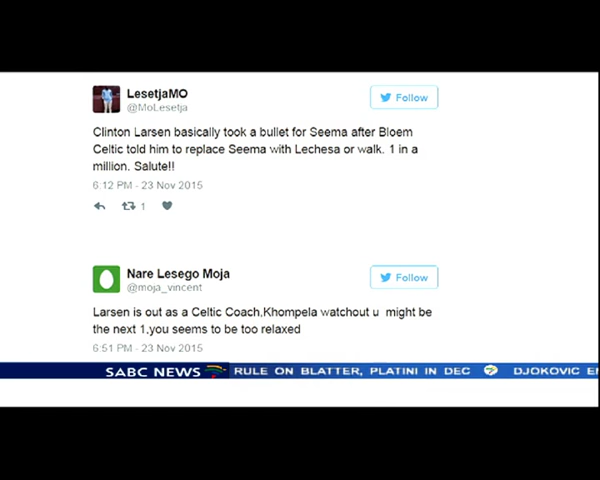 LesetjaMO
@MoLesetja
Follow
Clinton Larsen basically took a bullet for Seema after Bloem
Celtic told him to replace Seema with Lechesa or walk. 1 in a
million. Salute!!
6:12 PM - 23 Nov 2015
1
Nare Lesego Moja
@moja_vincent
Follow
Larsen is out as a Celtic Coach,Khompela watchout u might be
the next 1,you seems to be too relaxed
6:51 PM - 23 Nov 2015
SABC NEWS RULE ON BLATTER, PLATINI IN DEC DJOKOVIC